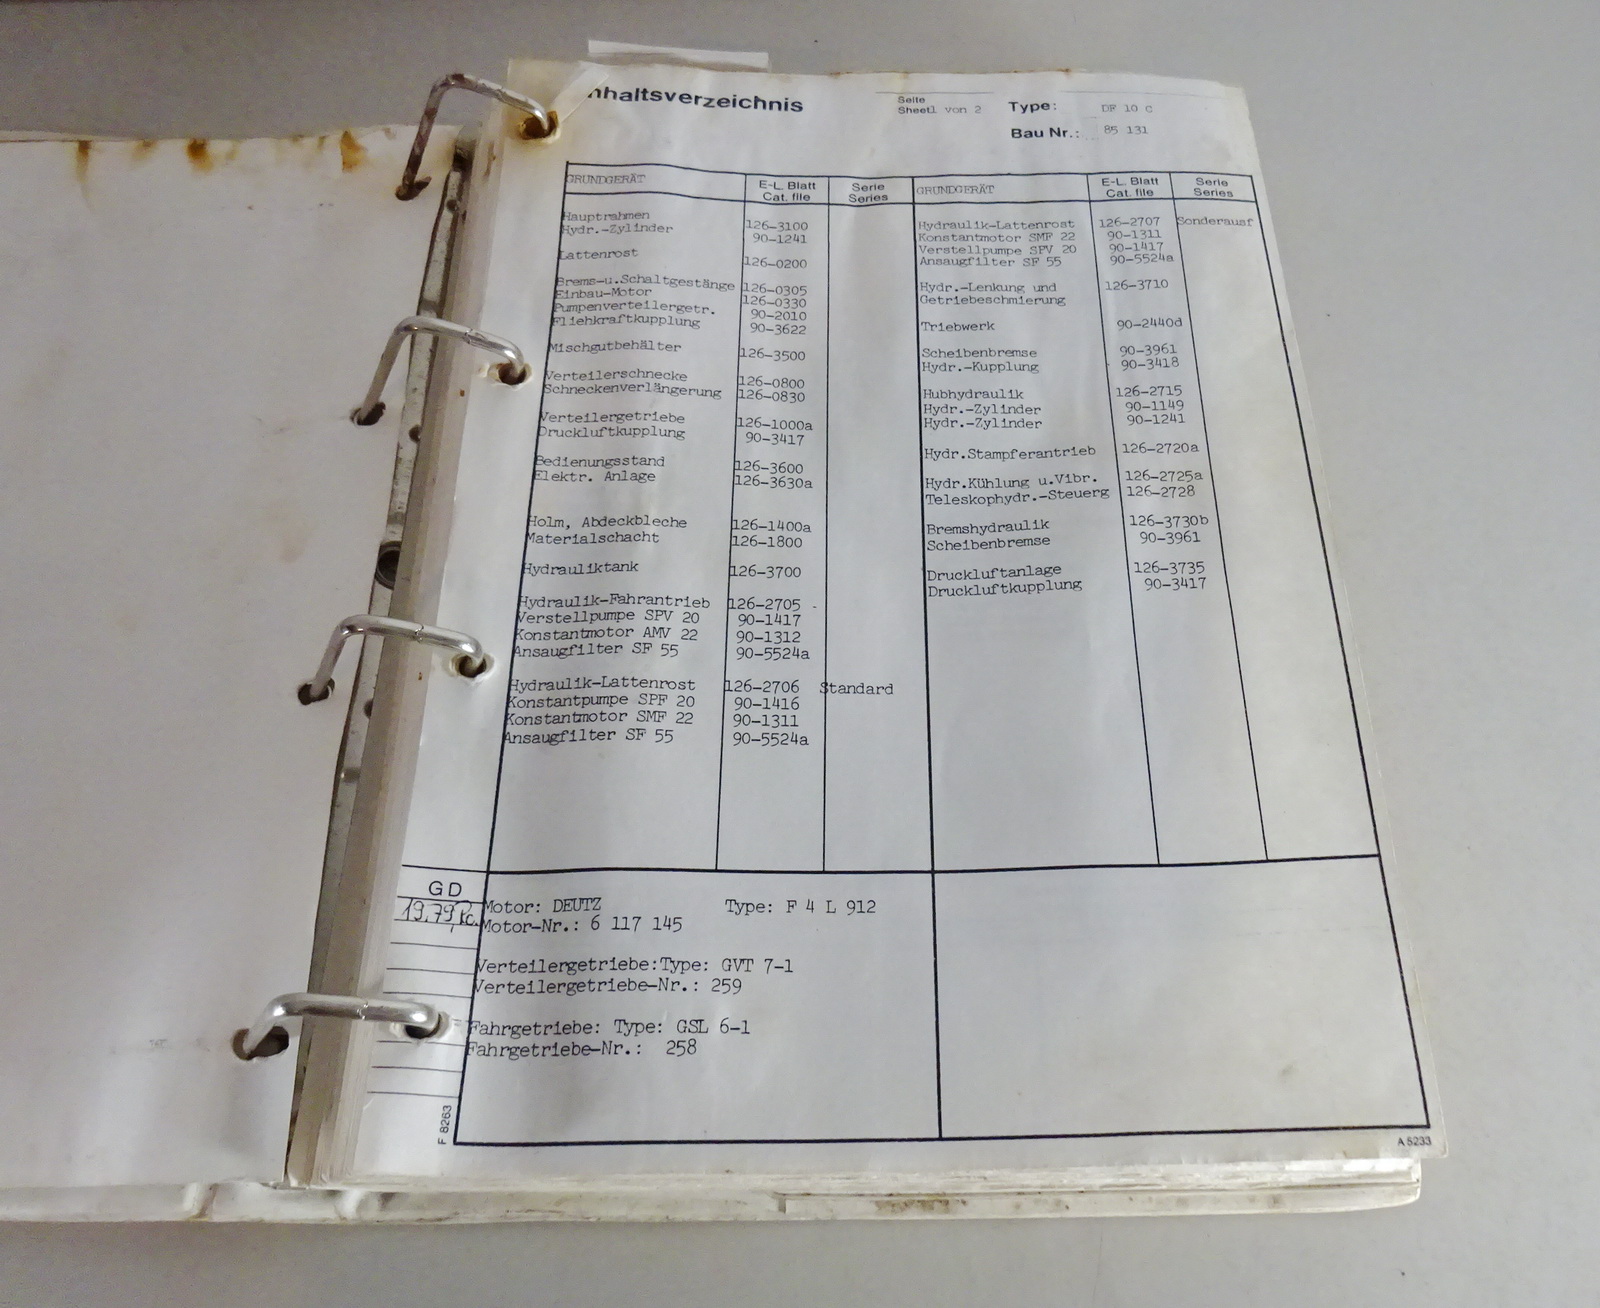 nhaltsverzeichnis
Seite
Sheet1 von 2
Type: DF 10 C
Bau Nr.: 85 131
GRUNDGERÄT E-L. Blatt Cat. file Serie Series
Hauptrahmen 126-3100
Hydr.-Zylinder 90-1241
Lattenrost 126-0200
Brems-u.Schaltgestänge 126-0305
Einbau-Motor 126-0330
Pumpenverteilergetr. 90-2010
Fliehkraftkupplung 90-3622
Mischgutbehälter 126-3500
Verteilerschnecke 126-0800
Schneckenverlängerung 126-0830
Verteilergetriebe 126-1000a
Druckluftkupplung 90-3417
Bedienungsstand 126-3600
Elektr. Anlage 126-3630a
Holm, Abdeckbleche 126-1400a
Materialschacht 126-1800
Hydrauliktank 126-3700
Hydraulik-Fahrantrieb 126-2705 -
Verstellpumpe SPV 20 90-1417
Konstantmotor AMV 22 90-1312
Ansaugfilter SF 55 90-5524a
Hydraulik-Lattenrost 126-2706 Standard
Konstantpumpe SPF 20 90-1416
Konstantmotor SMF 22 90-1311
Ansaugfilter SF 55 90-5524a
GRUNDGERÄT E-L. Blatt Cat. file Serie Series
Hydraulik-Lattenrost 126-2707 Sonderausf
Konstantmotor SMF 22 90-1311
Verstellpumpe SPV 20 90-1417
Ansaugfilter SF 55 90-5524a
Hydr.-Lenkung und 126-3710
Getriebeschmierung
Triebwerk 90-2440d
Scheibenbremse 90-3961
Hydr.-Kupplung 90-3418
Hubhydraulik 126-2715
Hydr.-Zylinder 90-1149
Hydr.-Zylinder 90-1241
Hydr.Stampferantrieb 126-2720a
Hydr.Kühlung u.Vibr. 126-2725a
Teleskophydr.-Steuerg 126-2728
Bremshydraulik 126-3730b
Scheibenbremse 90-3961
Druckluftanlage 126-3735
Druckluftkupplung 90-3417
GD
19.79 Rc.
Motor: DEUTZ Type: F 4 L 912
Motor-Nr.: 6 117 145
Verteilergetriebe:Type: GVT 7-1
Verteilergetriebe-Nr.: 259
Fahrgetriebe: Type: GSL 6-1
Fahrgetriebe-Nr.: 258
F 8263
A 5233